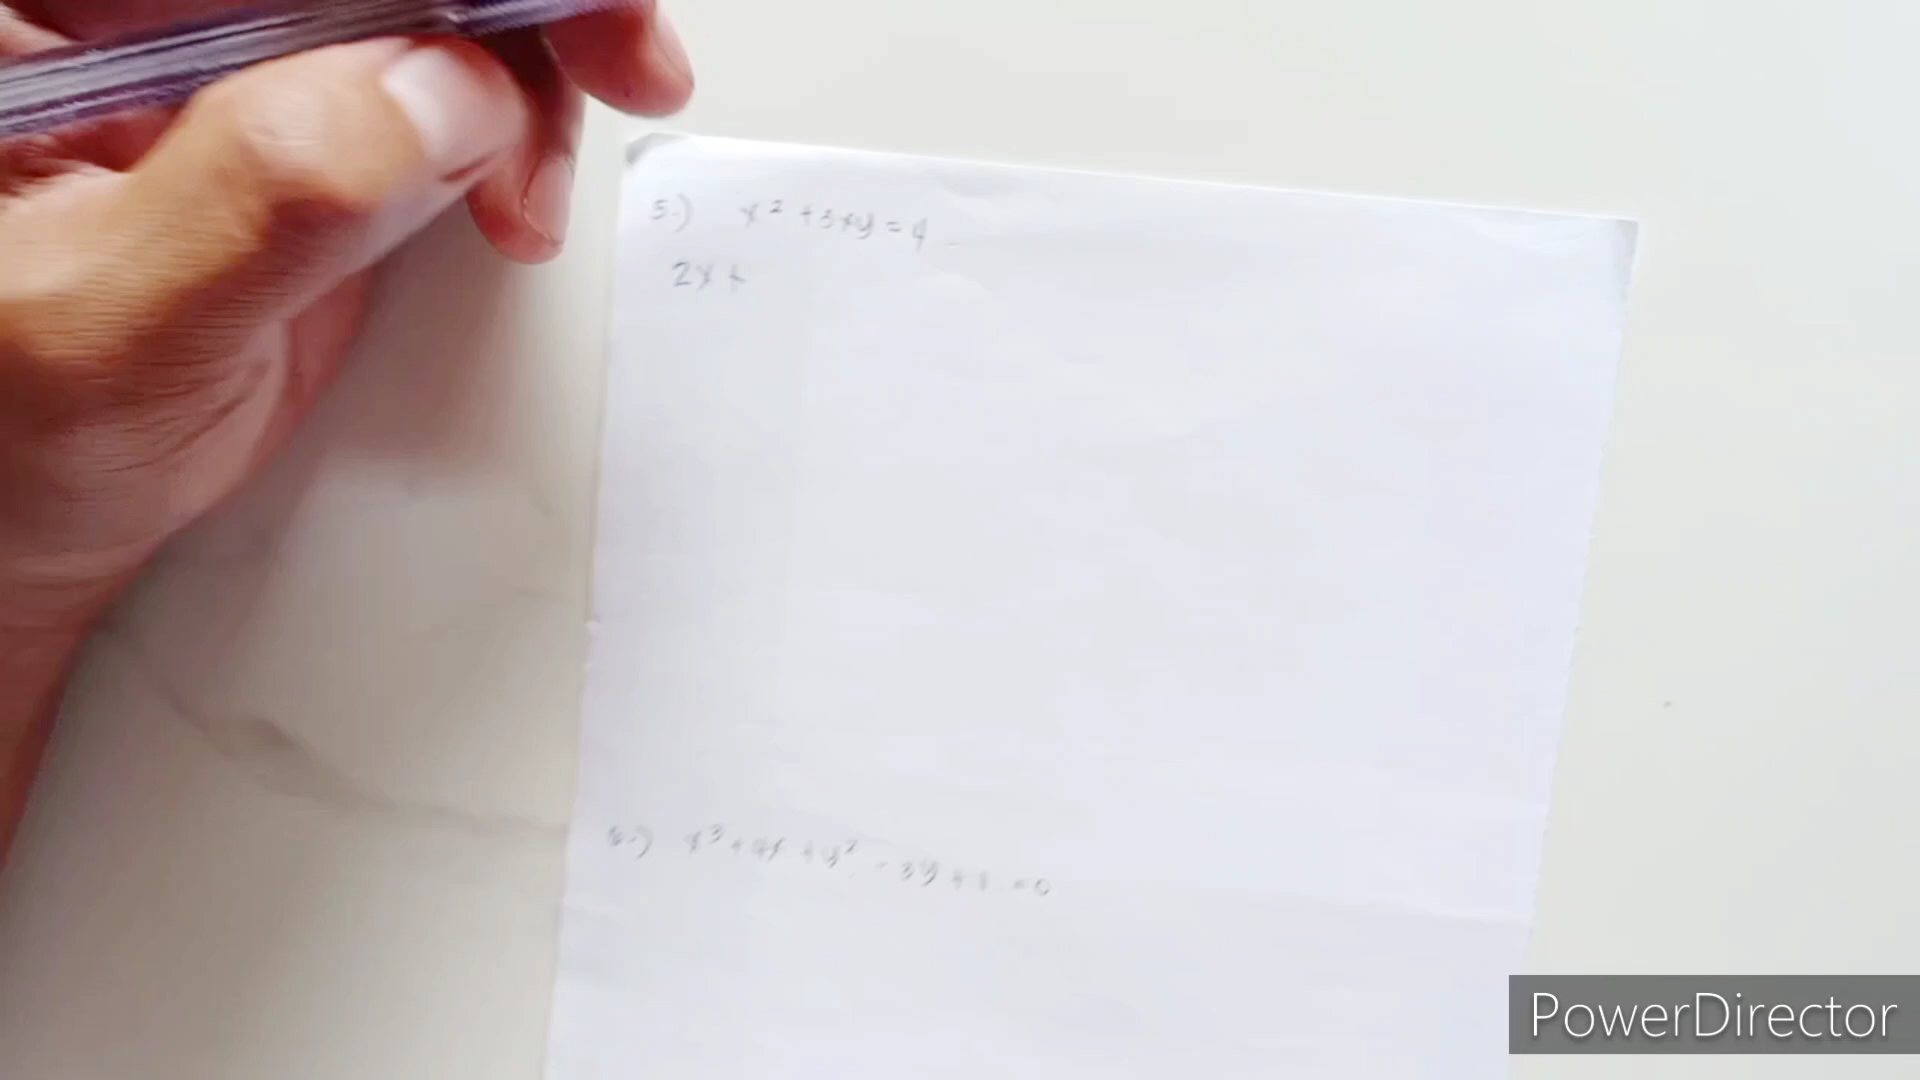 5.) x² + 3xy = 4
2x +
6.) x³ + 4x + y² - 3y + 1 = 0
PowerDirector